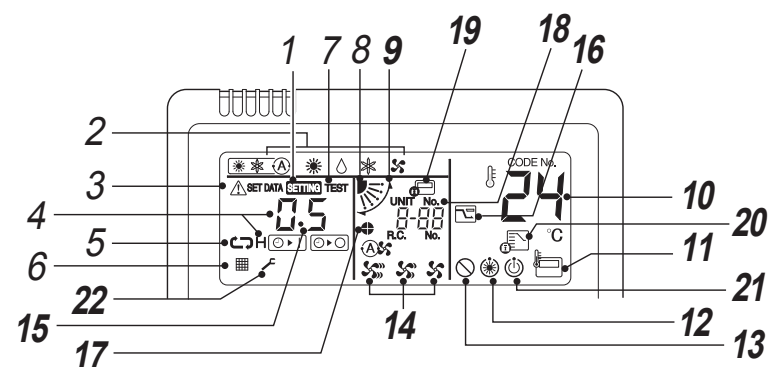 1 7 8 9 19 18 16
2
3 SET DATA SETTING TEST CODE No.
4 0.5 UNIT No. 24 10
8-88
R.C. No.
5 H °C 20
6 A 11
22 21
15 14 12
17 13